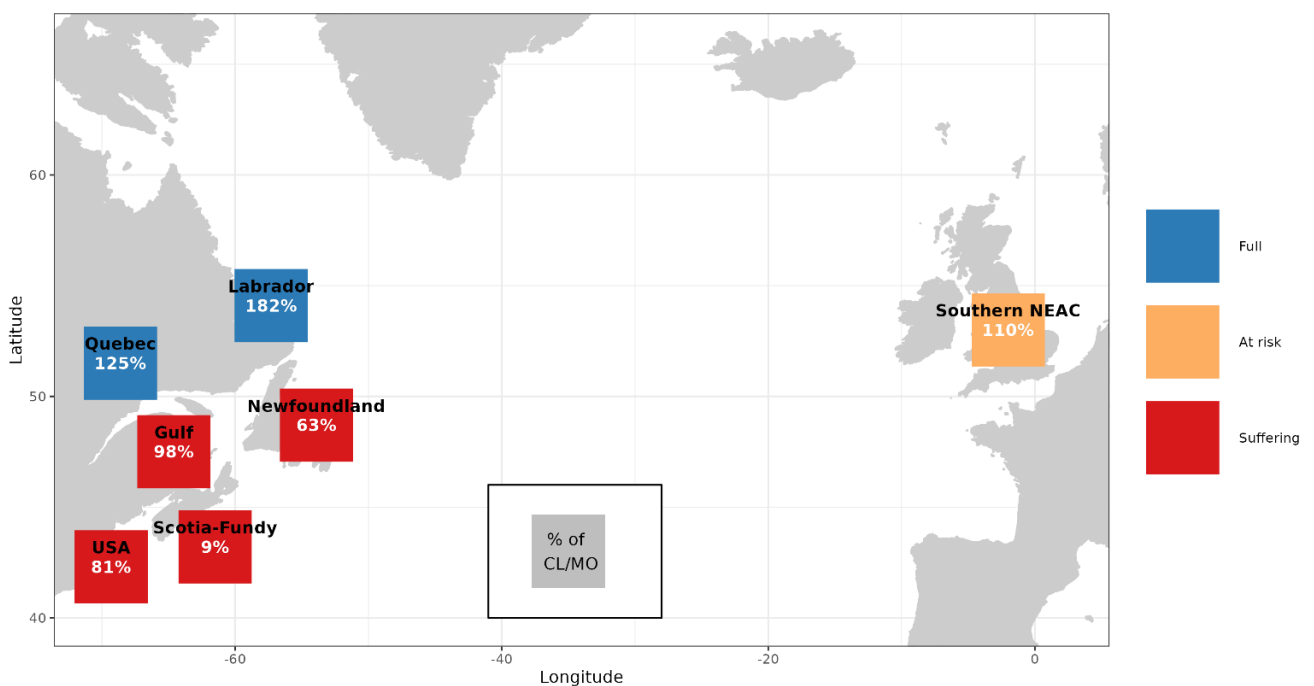 60
50
40
Latitude
Labrador
182%
Quebec
125%
Newfoundland
63%
Gulf
98%
Scotia-Fundy
9%
USA
81%
Southern NEAC
110%
% of
CL/MO
-60
-40
-20
0
Longitude
Full
At risk
Suffering